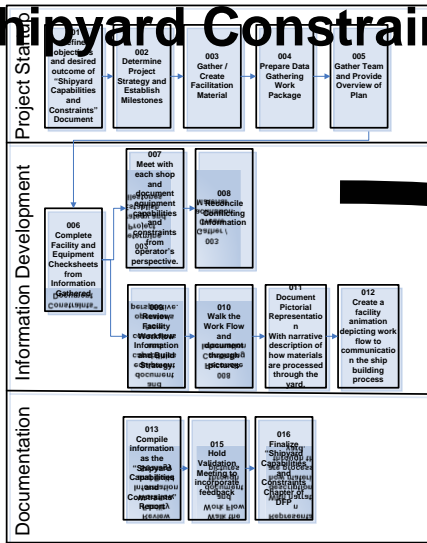 hipyard Constrain
Project Startup
001
Define
objectives
and desired
outcome of
“Shipyard
Capabilities
and
Constraints”
Document
002
Determine
Project
Strategy and
Establish
Milestones
003
Gather /
Create
Facilitation
Material
004
Prepare Data
Gathering
Work
Package
005
Gather Team
and Provide
Overview of
Plan
Information Development
006
Complete
Facility and
Equipment
Checksheets
from
Information
Gathered
007
Meet with
each shop
and
document
equipment
capabilities
and
constraints
from
operator’s
perspective.
008
Reconcile
Conflicting
Information
009
Review
Facility
Workflow
Information
and Build
Strategy
010
Walk the
Work Flow
and
document
through
pictures
011
Document
Pictorial
Representatio
n
With narrative
description of
how materials
are processed
through the
yard.
012
Create a
facility
animation
depicting work
flow to
communicatio
n the ship
building
process
Documentation
013
Compile
information
as the
“Shipyard
Capabilities
and
Constraints”
Report
015
Hold
Validation
Meeting to
incorporate
feedback
016
Finalize
“Shipyard
Capabilities
and
Constraints
Chapter of
DFP